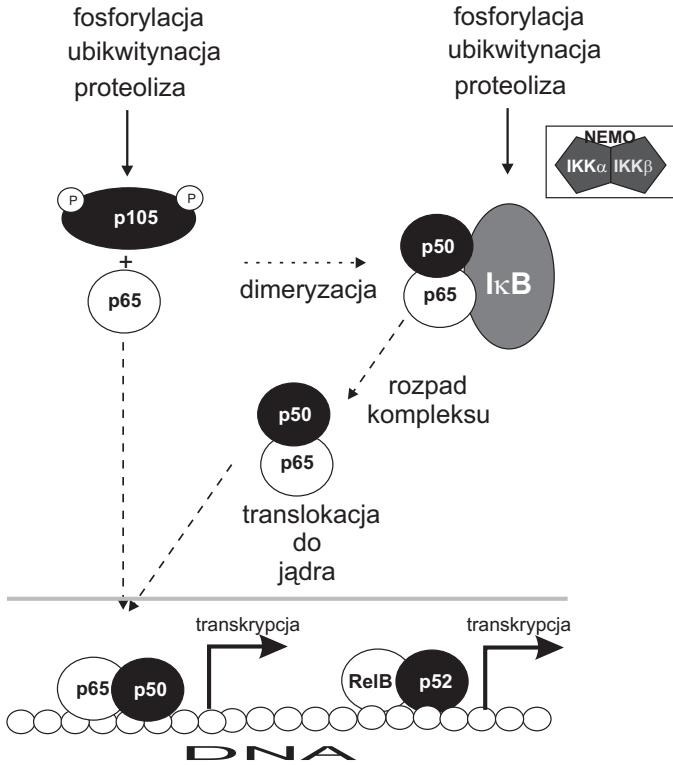 fosforylacja
ubikwitynacja
proteoliza
fosforylacja
ubikwitynacja
proteoliza
NEMO
IKKα IKKβ
P
P
p105
+
p65
dimeryzacja
p50
p65
IκB
rozpad
kompleksu
p50
p65
translokacja
do
jądra
transkrypcja
transkrypcja
p65 p50
RelB p52
DNA